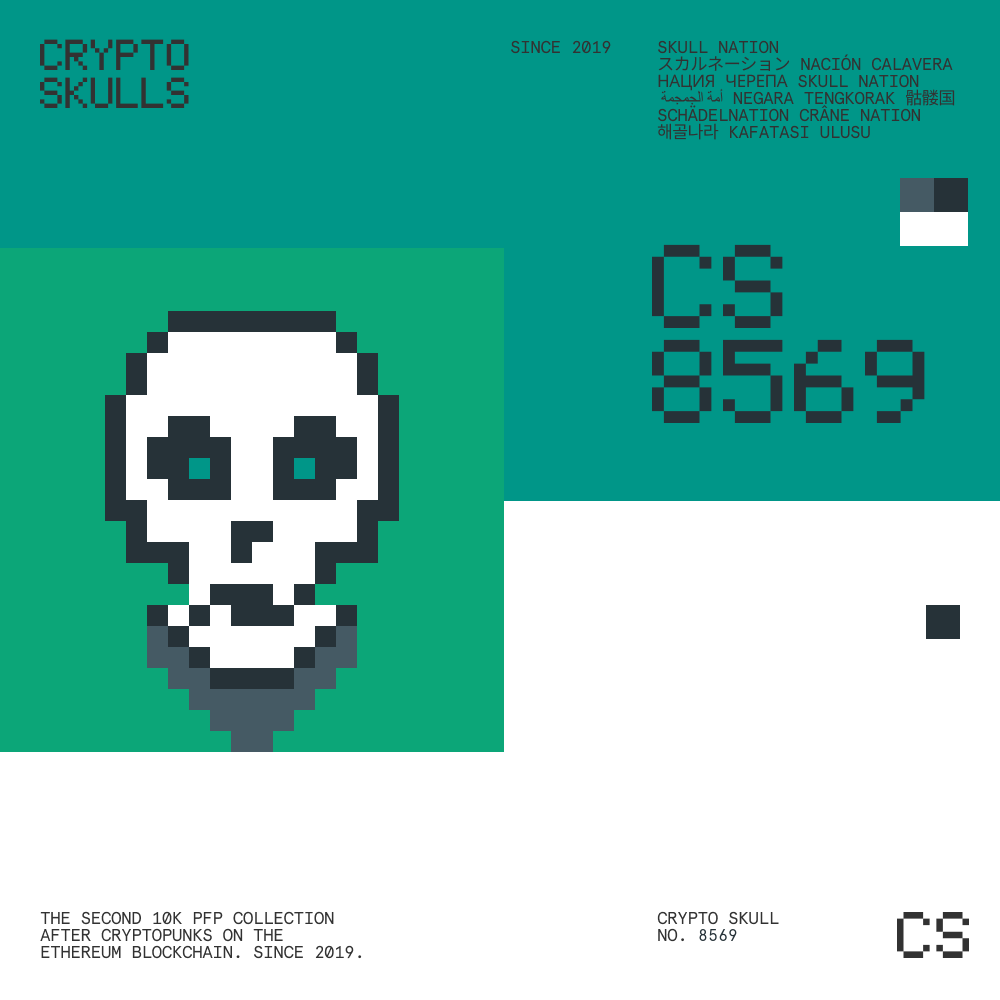 CRYPTO
SKULLS
SINCE 2019
SKULL NATION
スカルネーション NACIÓN CALAVERA
НАЦИЯ ЧЕРЕПА SKULL NATION
أمة الجمجمة NEGARA TENGKORAK 骷髅国
SCHÄDELNATION CRÂNE NATION
해골나라 KAFATASI ULUSU
CS
8569
THE SECOND 10K PFP COLLECTION
AFTER CRYPTOPUNKS ON THE
ETHEREUM BLOCKCHAIN. SINCE 2019.
CRYPTO SKULL
NO. 8569
CS